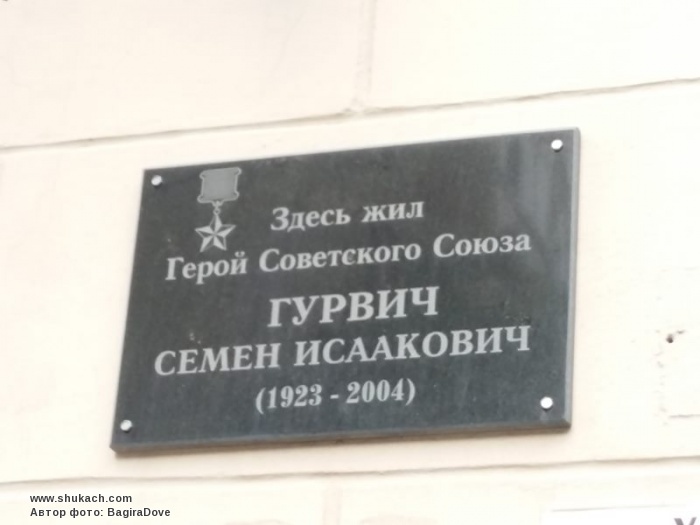 Здесь жил
Герой Советского Союза
ГУРВИЧ
СЕМЕН ИСААКОВИЧ
(1923 - 2004)
www.shukach.com
Автор фото: BagiraDove